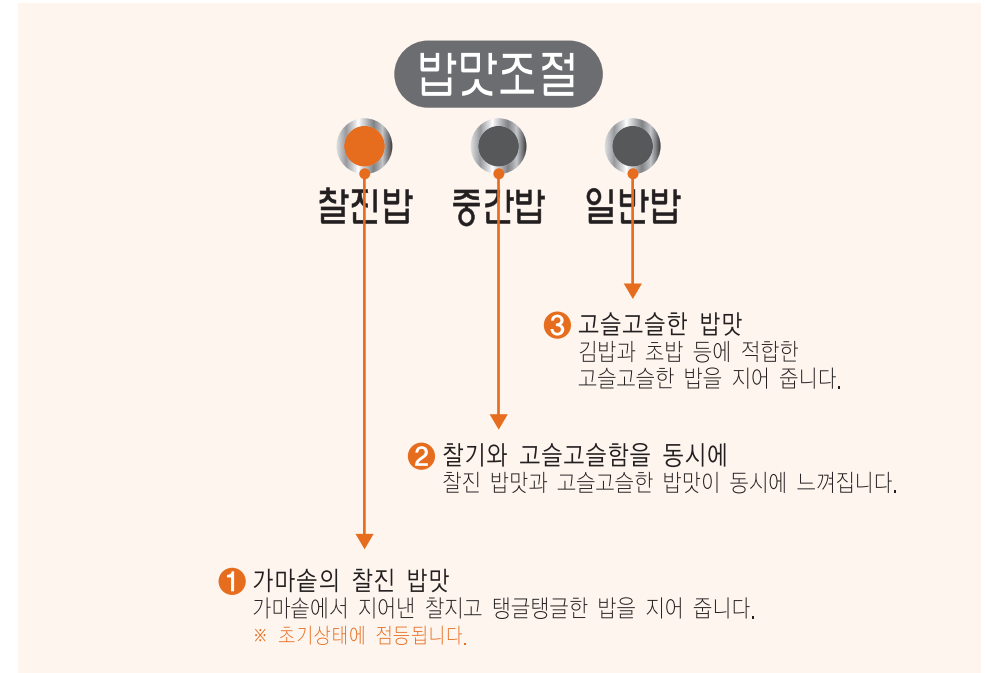 밥맛조절
찰진밥 중간밥 일반밥
3 고슬고슬한 밥맛
김밥과 초밥 등에 적합한
고슬고슬한 밥을 지어 줍니다.
2 찰기와 고슬고슬함을 동시에
찰진 밥맛과 고슬고슬한 밥맛이 동시에 느껴집니다.
1 가마솥의 찰진 밥맛
가마솥에서 지어낸 찰지고 탱글탱글한 밥을 지어 줍니다.
※ 초기상태에 점등됩니다.